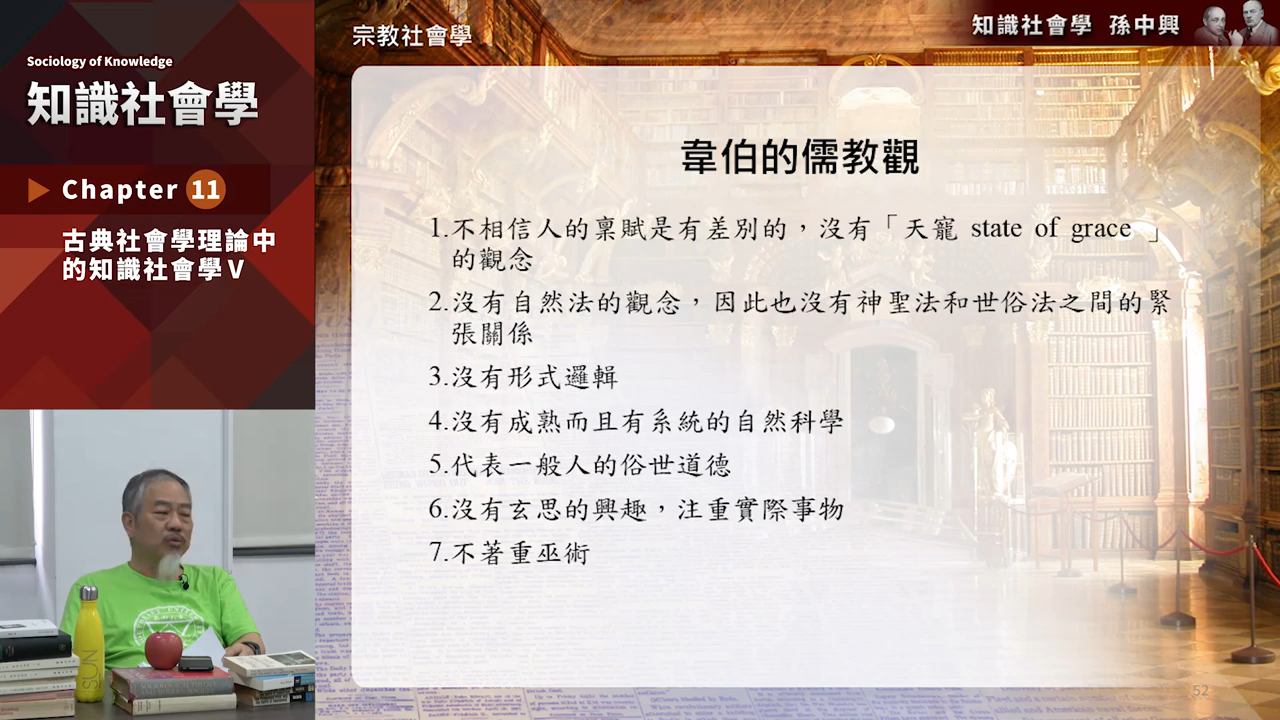 Sociology of Knowledge
知識社會學
Chapter 11
古典社會學理論中
的知識社會學 V
宗教社會學
知識社會學 孫中興
韋伯的儒教觀
1.不相信人的稟賦是有差別的，沒有「天寵 state of grace 」
的觀念
2.沒有自然法的觀念，因此也沒有神聖法和世俗法之間的緊
張關係
3.沒有形式邏輯
4.沒有成熟而且有系統的自然科學
5.代表一般人的俗世道德
6.沒有玄思的興趣，注重實際事物
7.不著重巫術
SUN
52